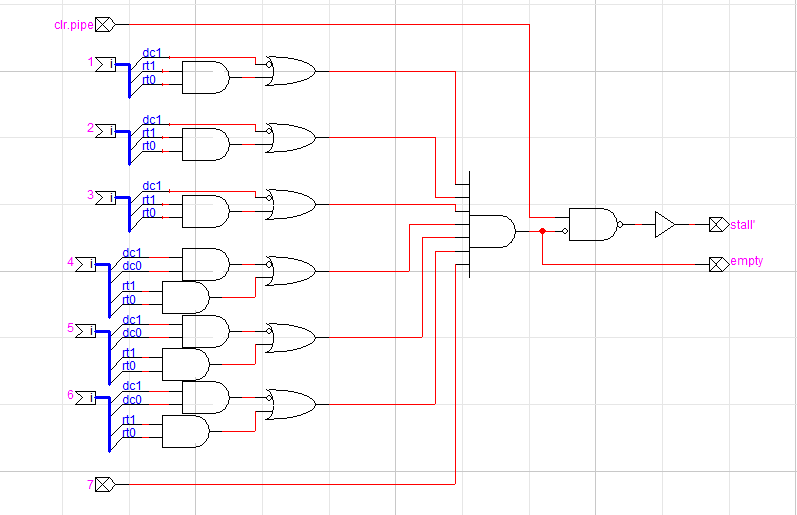 clr.pipe
1 i dc1
rt1
rt0
2 i dc1
rt1
rt0
3 i dc1
rt1
rt0
stall'
4 i dc1
dc0
empty
rt1
rt0
5 i dc1
dc0
rt1
rt0
6 i dc1
dc0
rt1
rt0
7